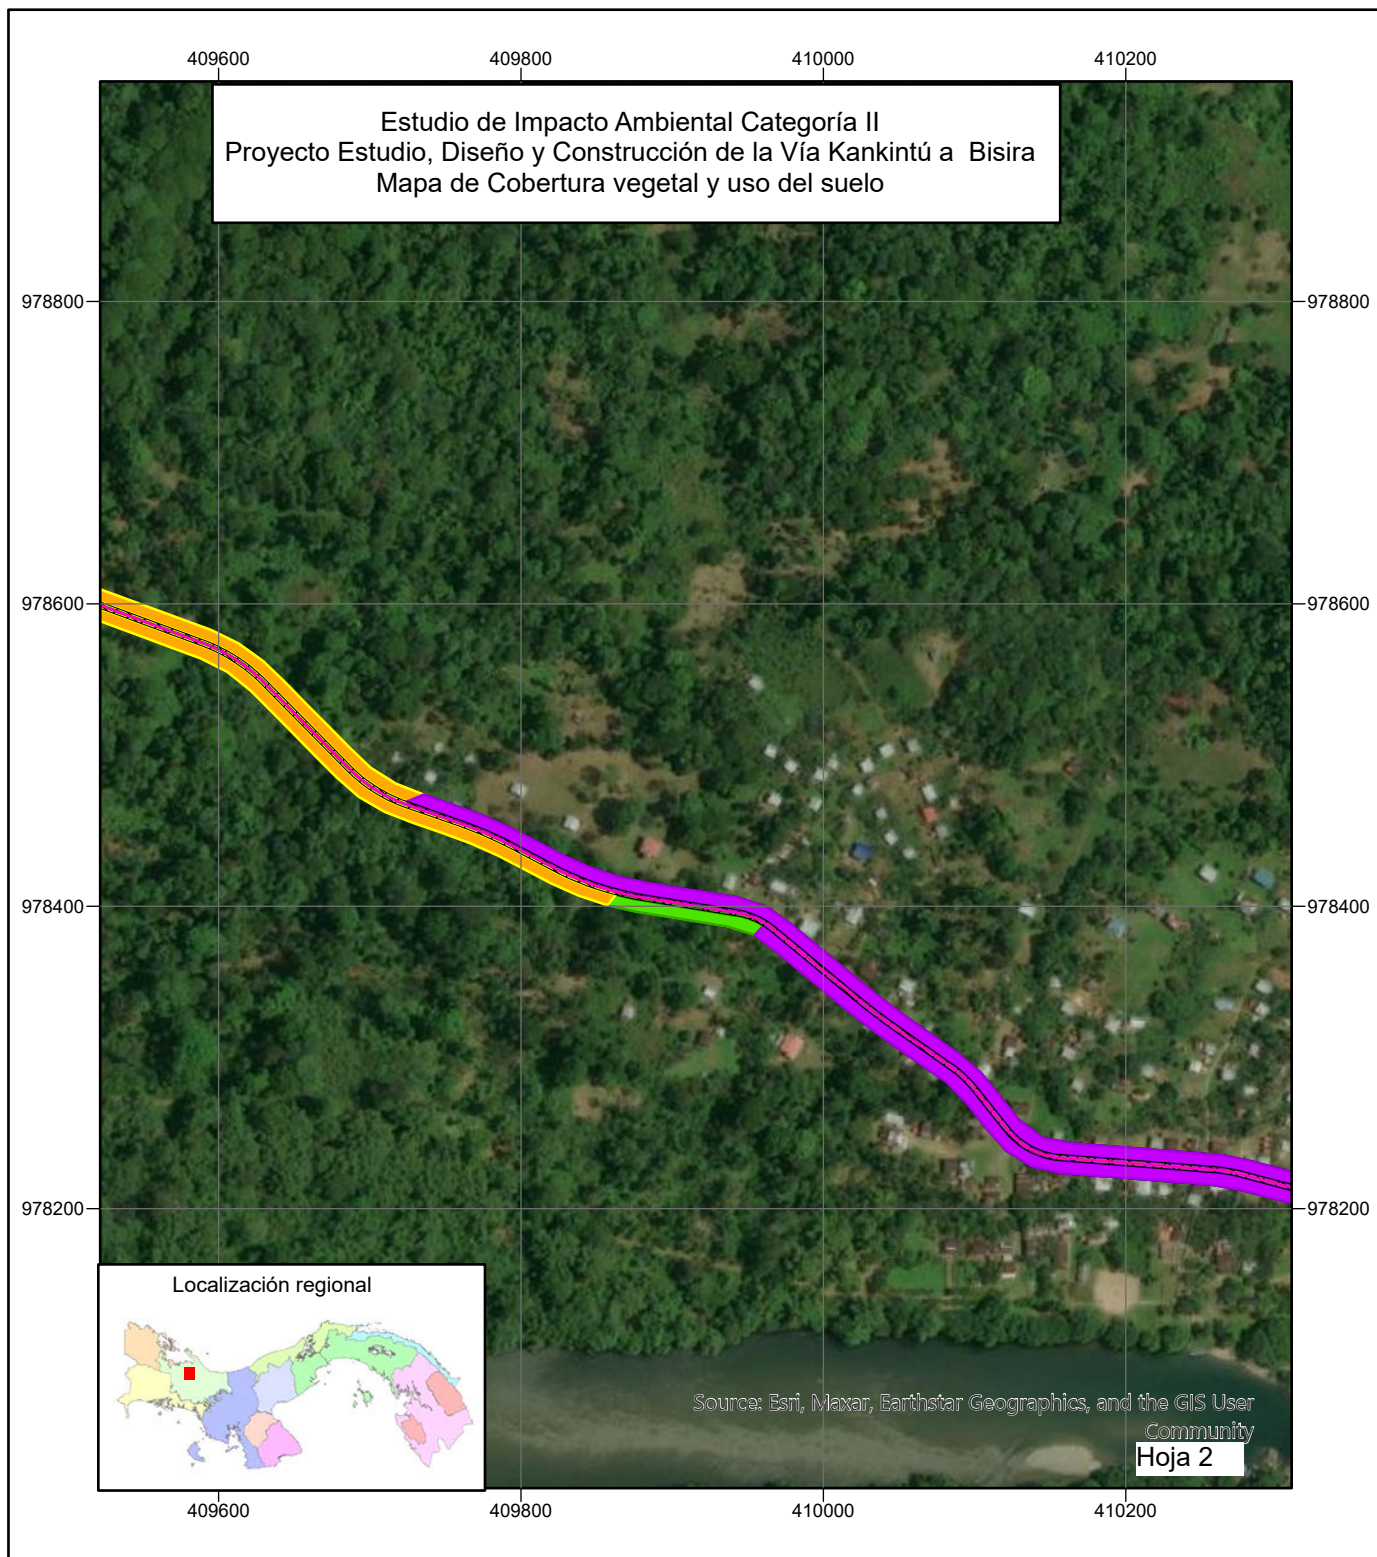 409600 409800 410000 410200
Estudio de Impacto Ambiental Categoría II
Proyecto Estudio, Diseño y Construcción de la Vía Kankintú a Bisira
Mapa de Cobertura vegetal y uso del suelo
978800 978800
978600 978600
978400 978400
978200 978200
Localización regional
Source: Esri, Maxar, Earthstar Geographics, and the GIS User
Community
Hoja 2
409600 409800 410000 410200